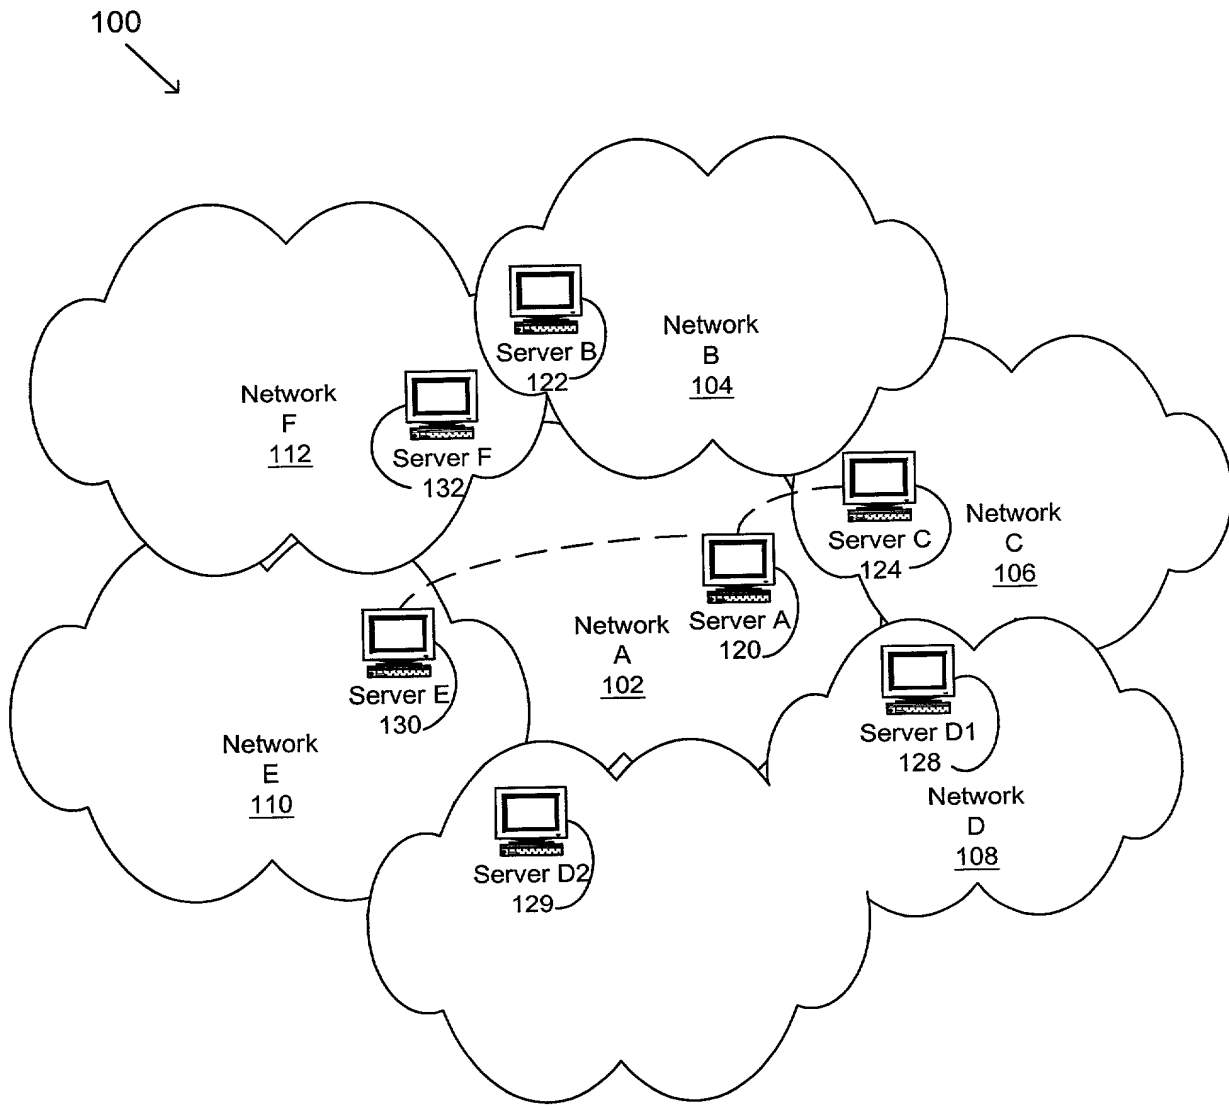 100
Server B
122
Network
B
104
Network
F
112
Server F
132
Server C
124
Network
C
106
Server A
120
Network
A
102
Server E
130
Network
E
110
Server D1
128
Network
D
108
Server D2
129